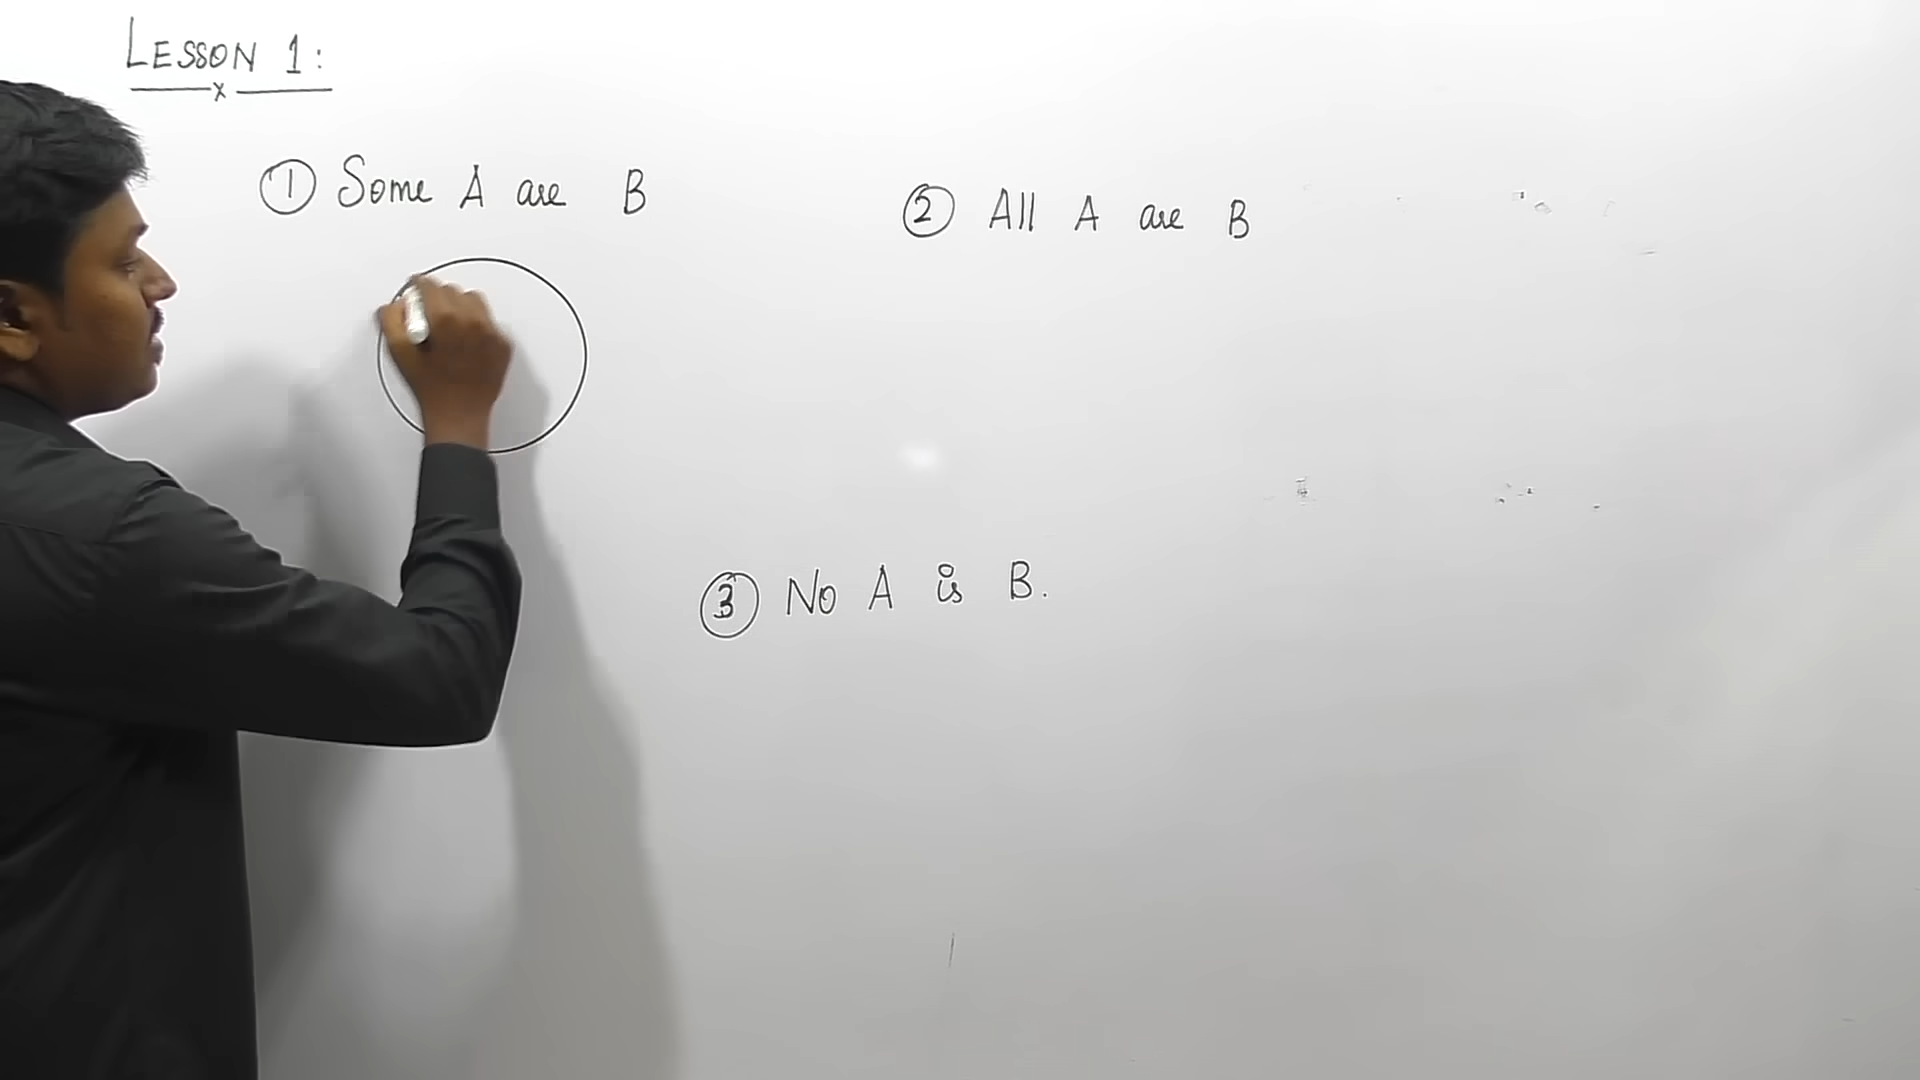 LESSON 1:
① Some A are B
② All A are B
③ No A is B.